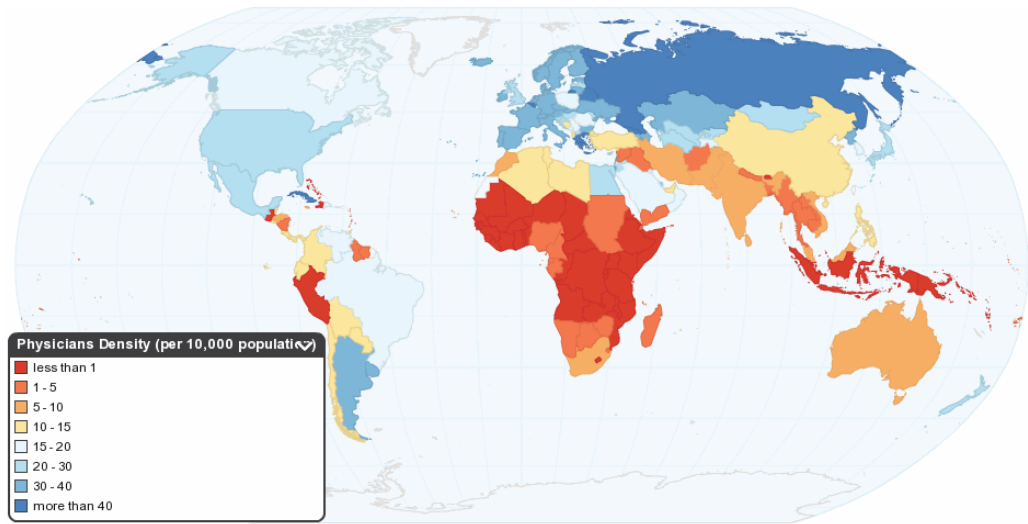 Physicians Density (per 10,000 population)
less than 1
1 - 5
5 - 10
10 - 15
15 - 20
20 - 30
30 - 40
more than 40